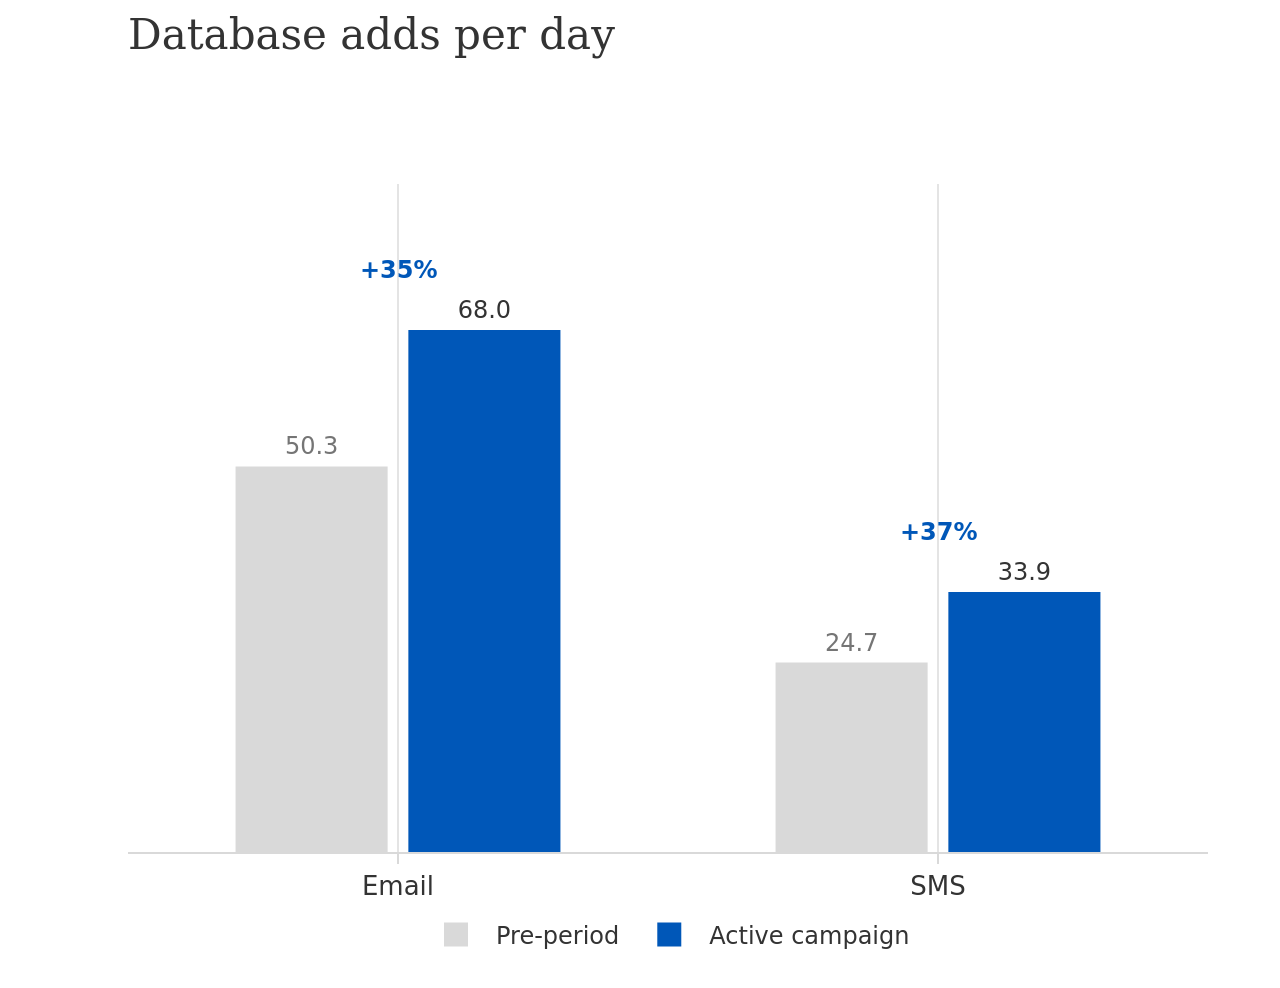 Database adds per day
+35%
68.0
50.3
+37%
33.9
24.7
Email
SMS
Pre-period
Active campaign